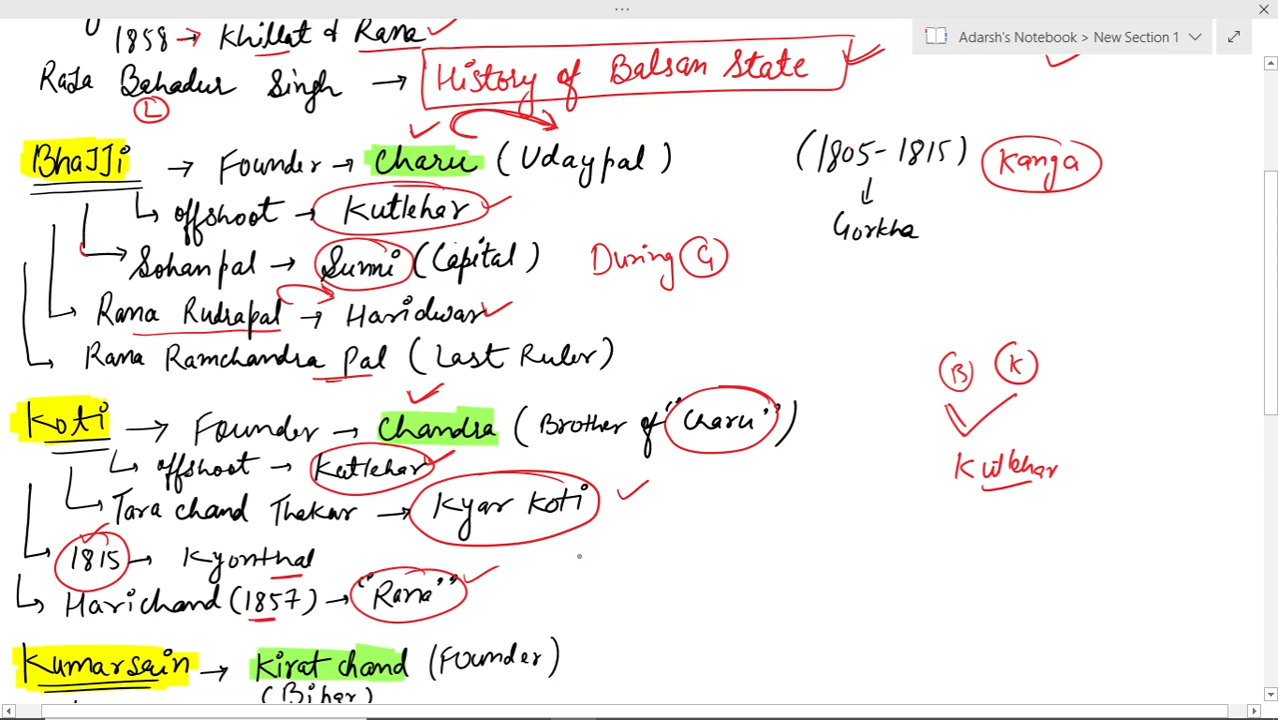 Adarsh's Notebook > New Section 1
1858 → Khillat & Rana
Raja Bahadur Singh → History of Balsan State
L
BhaJJi → Founder → Charu (Udaypal)
(1805-1815) Kanga
Gorkha
offshoot → Kutlehar
Sohanpal → Sunni (Capital)
During G
Rana Rudrapal → Haridwar
Rana Ramchandra Pal (Last Ruler)
B K
Kutlehar
Koti → Founder → Chandra (Brother of "Charu")
offshoot → Kutlehar
Tara chand Thakur → Kyar Koti
1815 → Kyonthal
Harichand (1857) → "Rana"
Kumarsain → Kirat chand (Founder)
(Bihar)